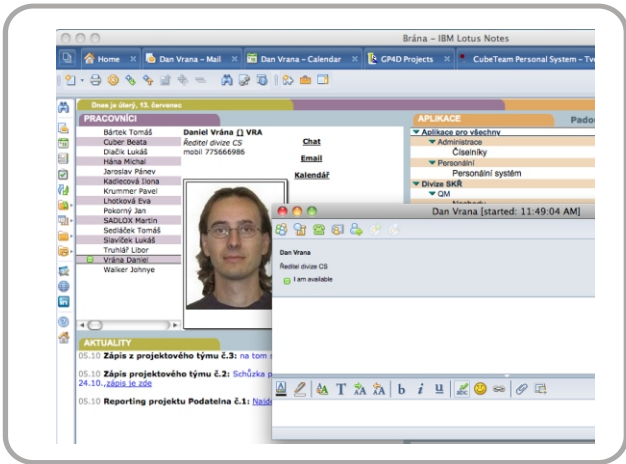 Brána – IBM Lotus Notes
Home
Dan Vrana – Mail
Dan Vrana – Calendar
GP4D Projects
CubeTeam Personal System – Tvo
Dnes je úterý, 13. červenec
PRACOVNÍCI
Bártek Tomáš
Cuber Beata
Dlačik Lukáš
Hána Michal
Jaroslav Pánev
Kadlecová Ilona
Krummer Pavel
Lhotková Eva
Pokorný Jan
SADLOX Martin
Sedláček Tomáš
Slavíček Lukáš
Truhlář Libor
Vrána Daniel
Walker Johnye
Daniel Vrána [] VRA
Ředitel divize CS
mobil 775666986
Chat
Email
Kalendář
APLIKACE
Aplikace pro všechny
Administrace
Číselníky
Personální
Personální systém
Divize SKŘ
QM
Dan Vrana [started: 11:49:04 AM]
Dan Vrana
Ředitel divize CS
I am available
AKTUALITY
05.10 Zápis z projektového týmu č.3: na tom
05.10 Zápis projektového týmu č.2: Schůzka p
24.10.,zápis je zde
05.10 Reporting projektu Podatelna č.1:
T
b i u
abc